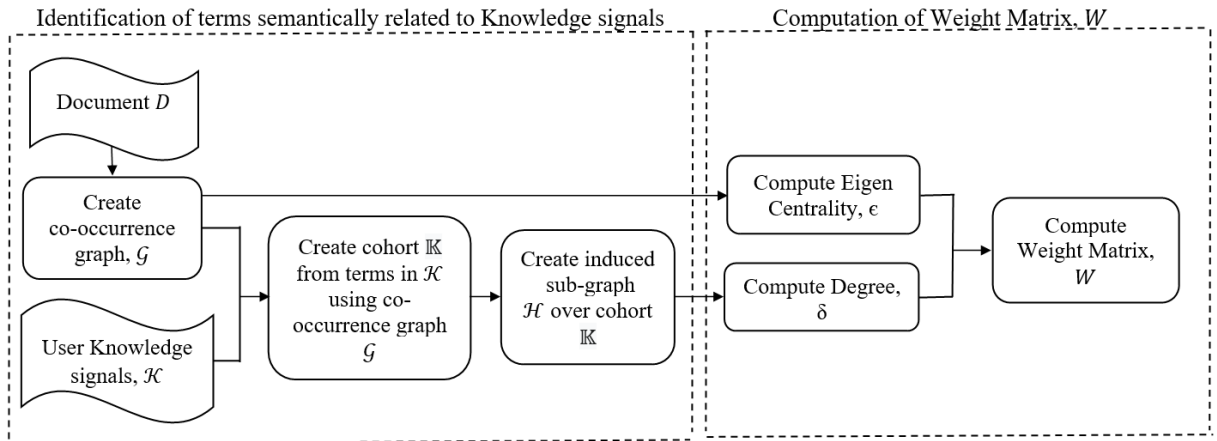 Identification of terms semantically related to Knowledge signals
Computation of Weight Matrix, W
Document D
Create
co-occurrence
graph, 𝒢
User Knowledge
signals, 𝒦
Create cohort 𝕂
from terms in 𝒦
using co-
occurrence graph
𝒢
Create induced
sub-graph
ℋ over cohort
𝕂
Compute Eigen
Centrality, ϵ
Compute Degree,
δ
Compute
Weight Matrix,
W